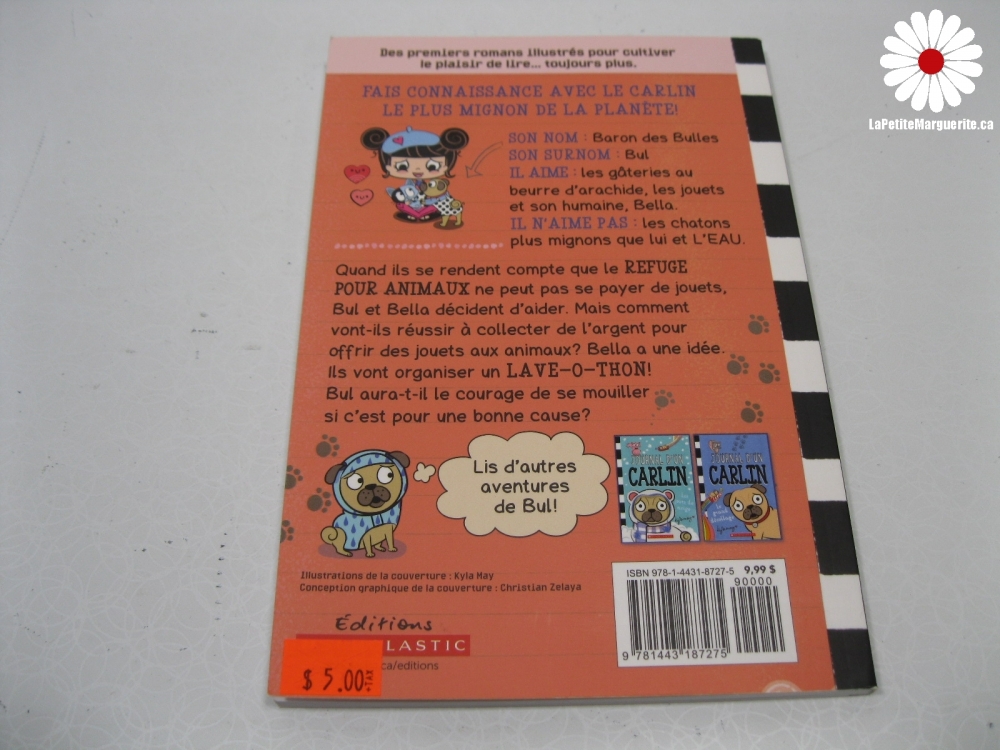 LaPetiteMarguerite.ca
Des premiers romans illustrés pour cultiver
le plaisir de lire... toujours plus.
FAIS CONNAISSANCE AVEC LE CARLIN
LE PLUS MIGNON DE LA PLANÈTE!
SON NOM : Baron des Bulles
SON SURNOM : Bul
IL AIME : les gâteries au
beurre d'arachide, les jouets
et son humaine, Bella.
IL N'AIME PAS : les chatons
plus mignons que lui et L'EAU.
Quand ils se rendent compte que le REFUGE
POUR ANIMAUX ne peut pas se payer de jouets,
Bul et Bella décident d'aider. Mais comment
vont-ils réussir à collecter de l'argent pour
offrir des jouets aux animaux? Bella a une idée.
Ils vont organiser un LAVE-O-THON!
Bul aura-t-il le courage de se mouiller
si c'est pour une bonne cause?
Lis d'autres
aventures
de Bul!
JOURNAL D'UN
CARLIN
JOURNAL D'UN
CARLIN
Illustrations de la couverture : Kyla May
Conception graphique de la couverture : Christian Zelaya
ISBN 978-1-4431-8727-5 9,99 $
90000
9 781443 187275
Éditions
LASTIC
ca/editions
$ 5.00+TAX